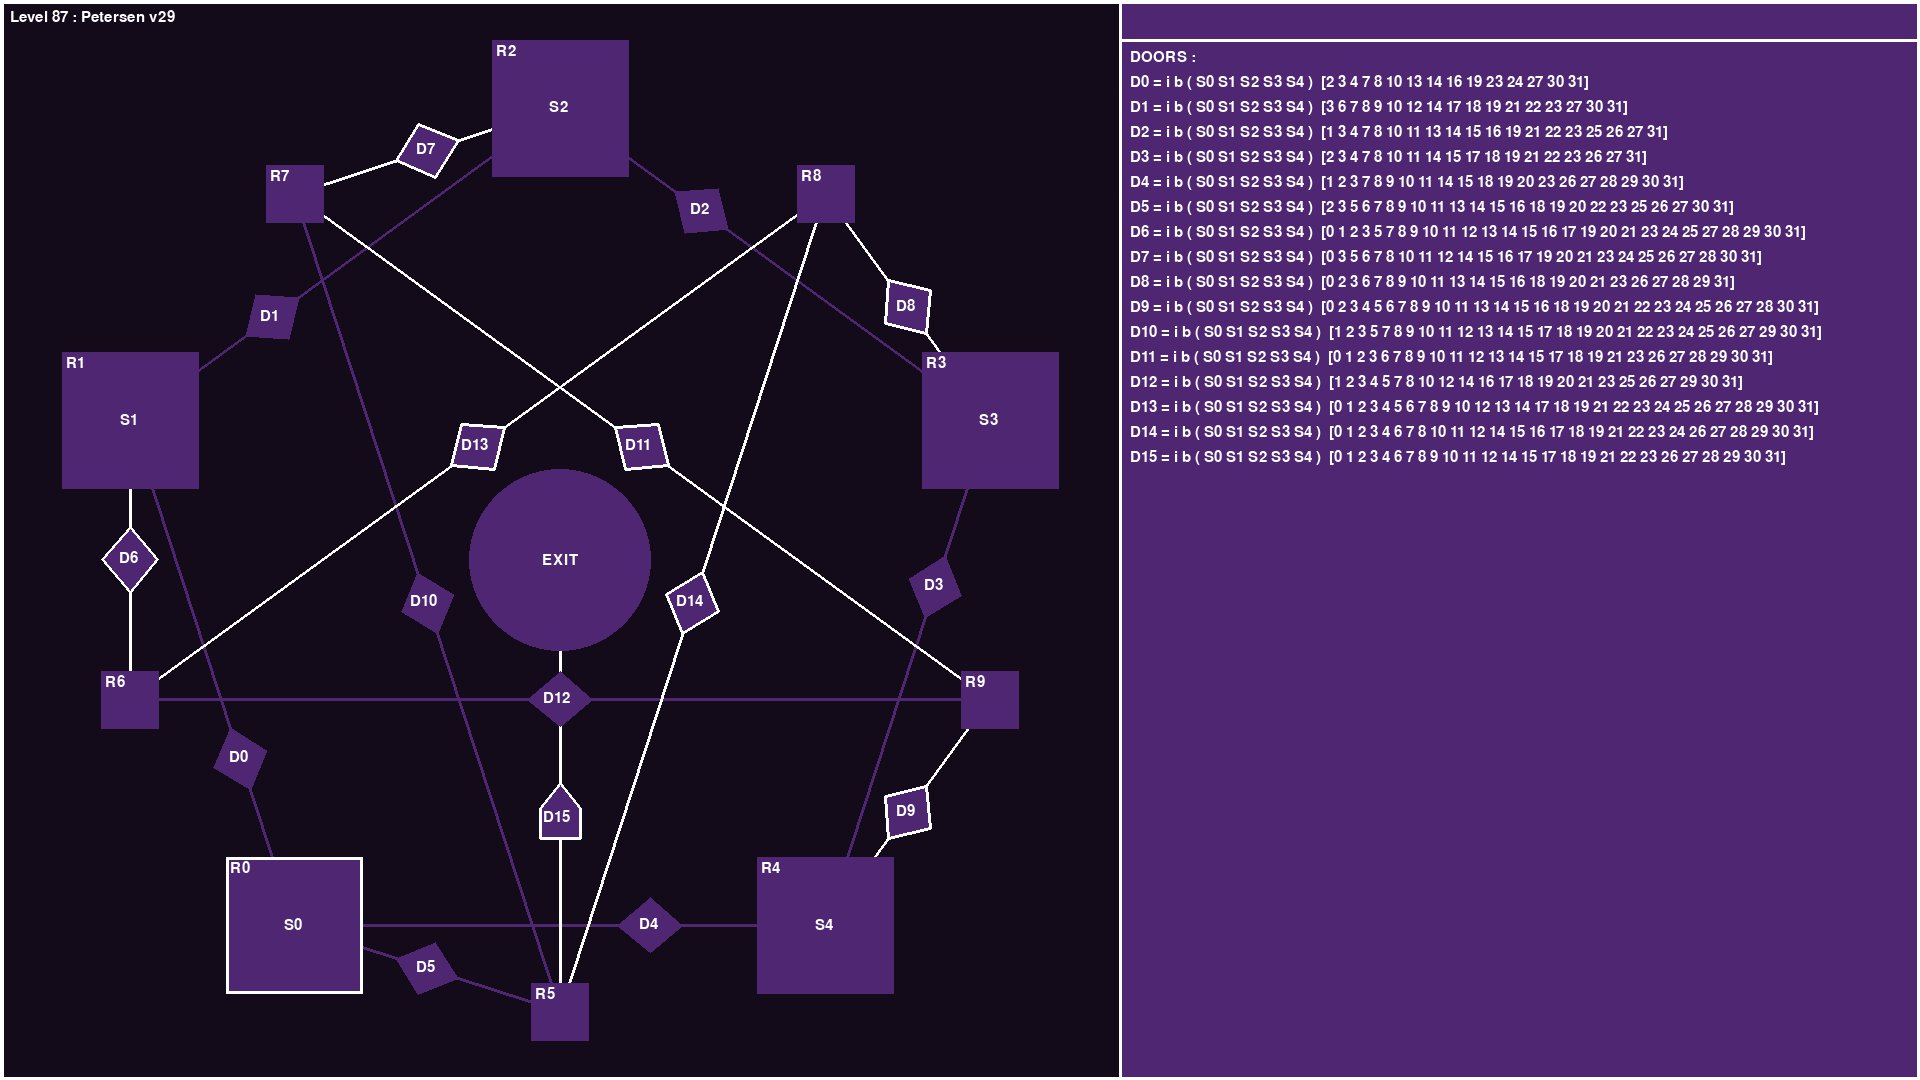 Level 87 : Petersen v29
R2
S2
D7
R7
R8
D2
D8
D1
R1
S1
R3
S3
D13
D11
EXIT
D6
D10
D14
D3
R6
D12
R9
D0
D15
D9
R0
S0
R4
S4
D4
D5
R5
DOORS :
D0 = i b ( S0 S1 S2 S3 S4 ) [2 3 4 7 8 10 13 14 16 19 23 24 27 30 31]
D1 = i b ( S0 S1 S2 S3 S4 ) [3 6 7 8 9 10 12 14 17 18 19 21 22 23 27 30 31]
D2 = i b ( S0 S1 S2 S3 S4 ) [1 3 4 7 8 10 11 13 14 15 16 19 21 22 23 25 26 27 31]
D3 = i b ( S0 S1 S2 S3 S4 ) [2 3 4 7 8 10 11 14 15 17 18 19 21 22 23 26 27 31]
D4 = i b ( S0 S1 S2 S3 S4 ) [1 2 3 7 8 9 10 11 14 15 18 19 20 23 26 27 28 29 30 31]
D5 = i b ( S0 S1 S2 S3 S4 ) [2 3 5 6 7 8 9 10 11 13 14 15 16 18 19 20 22 23 25 26 27 30 31]
D6 = i b ( S0 S1 S2 S3 S4 ) [0 1 2 3 5 7 8 9 10 11 12 13 14 15 16 17 19 20 21 23 24 25 27 28 29 30 31]
D7 = i b ( S0 S1 S2 S3 S4 ) [0 3 5 6 7 8 10 11 12 14 15 16 17 19 20 21 23 24 25 26 27 28 30 31]
D8 = i b ( S0 S1 S2 S3 S4 ) [0 2 3 6 7 8 10 11 13 14 15 16 18 19 20 21 23 26 27 28 29 31]
D9 = i b ( S0 S1 S2 S3 S4 ) [0 2 3 4 5 6 7 8 9 10 11 13 14 15 16 18 19 20 21 22 23 24 25 26 27 28 30 31]
D10 = i b ( S0 S1 S2 S3 S4 ) [1 2 3 5 7 8 9 10 11 12 13 14 15 17 18 19 20 21 22 23 24 25 26 27 29 30 31]
D11 = i b ( S0 S1 S2 S3 S4 ) [0 1 2 3 6 7 8 9 10 11 12 13 14 15 17 18 19 21 23 26 27 28 29 30 31]
D12 = i b ( S0 S1 S2 S3 S4 ) [1 2 3 4 5 7 8 10 12 14 16 17 18 19 20 21 23 25 26 27 29 30 31]
D13 = i b ( S0 S1 S2 S3 S4 ) [0 1 2 3 4 5 6 7 8 9 10 12 13 14 17 18 19 21 22 23 24 25 26 27 28 29 30 31]
D14 = i b ( S0 S1 S2 S3 S4 ) [0 1 2 3 4 6 7 8 10 11 12 14 15 16 17 18 19 21 22 23 24 26 27 28 29 30 31]
D15 = i b ( S0 S1 S2 S3 S4 ) [0 1 2 3 4 6 7 8 9 10 11 12 14 15 17 18 19 21 22 23 26 27 28 29 30 31]